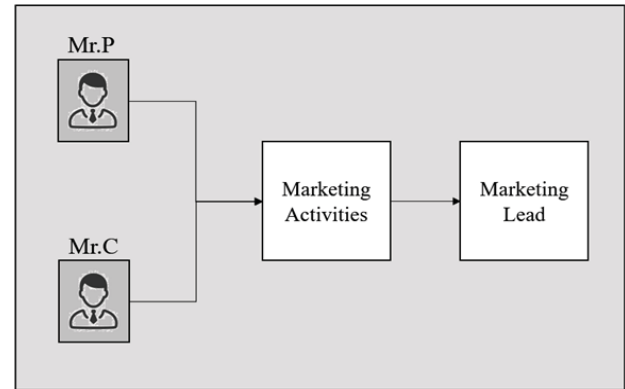 Mr.P
Mr.C
Marketing
Activities
Marketing
Lead